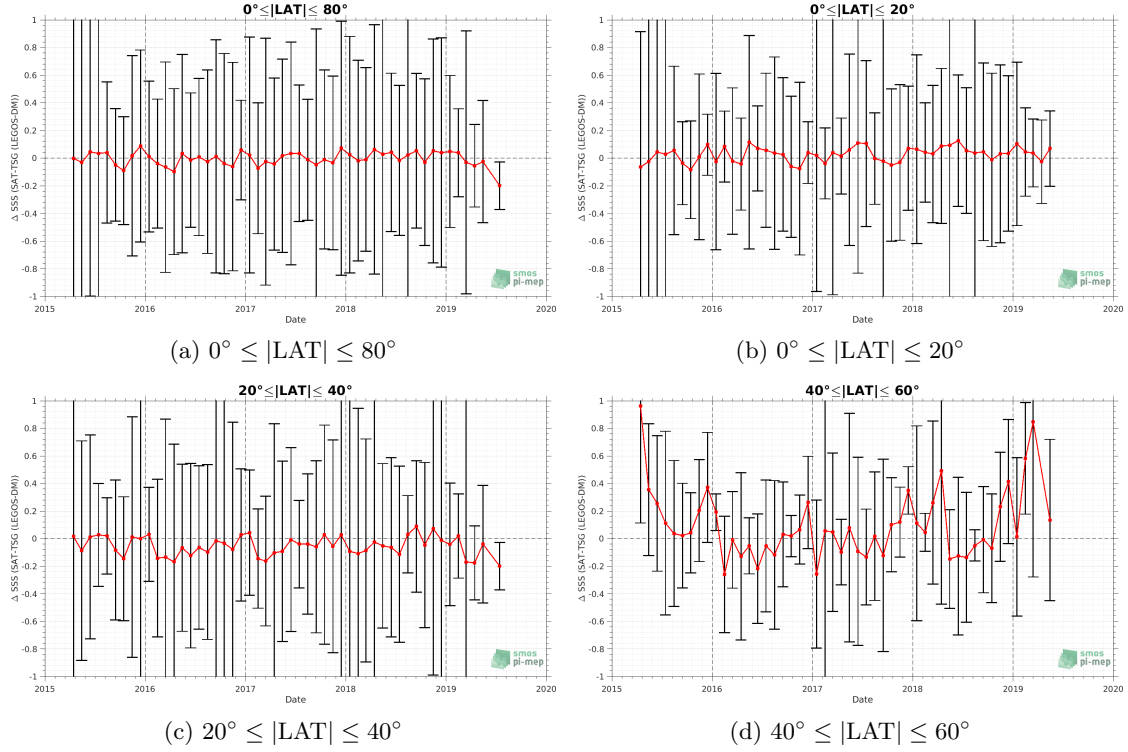 0°≤|LAT|≤ 80°
Δ SSS (SAT-TSG (LEGOS-DM))
1
0.8
0.6
0.4
0.2
0
-0.2
-0.4
-0.6
-0.8
-1
2015
2016
2017
2018
2019
2020
Date
smos
pi-mep
(a) 0° ≤ |LAT| ≤ 80°
0°≤|LAT|≤ 20°
Δ SSS (SAT-TSG (LEGOS-DM))
1
0.8
0.6
0.4
0.2
0
-0.2
-0.4
-0.6
-0.8
-1
2015
2016
2017
2018
2019
2020
Date
smos
pi-mep
(b) 0° ≤ |LAT| ≤ 20°
20°≤|LAT|≤ 40°
Δ SSS (SAT-TSG (LEGOS-DM))
1
0.8
0.6
0.4
0.2
0
-0.2
-0.4
-0.6
-0.8
-1
2015
2016
2017
2018
2019
2020
Date
smos
pi-mep
(c) 20° ≤ |LAT| ≤ 40°
40°≤|LAT|≤ 60°
Δ SSS (SAT-TSG (LEGOS-DM))
1
0.8
0.6
0.4
0.2
0
-0.2
-0.4
-0.6
-0.8
-1
2015
2016
2017
2018
2019
2020
Date
smos
pi-mep
(d) 40° ≤ |LAT| ≤ 60°